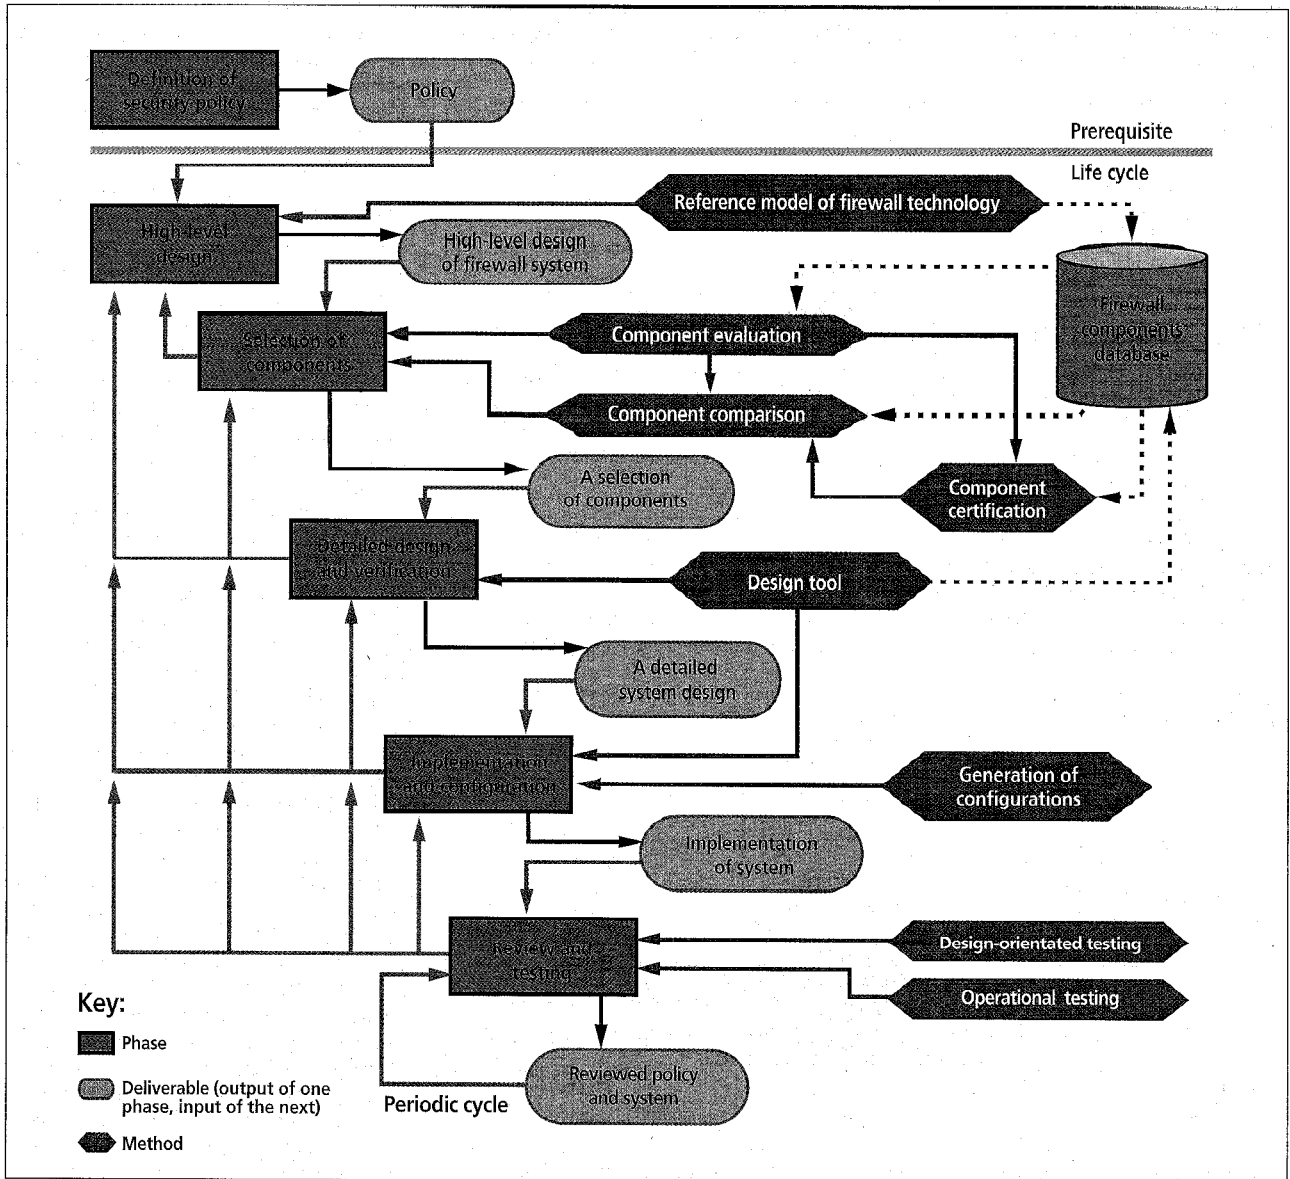 Definition of
security policy
Policy
Prerequisite
Life cycle
Reference model of firewall technology
High-level
design
High-level design
of firewall system
Firewall
components
database
Selection of
components
Component evaluation
Component comparison
A selection
of components
Component
certification
Detailed design
and verification
Design tool
A detailed
system design
Implementation
and configuration
Generation of
configurations
Implementation
of system
Review and
testing
Design-orientated testing
Operational testing
Reviewed policy
and system
Periodic cycle
Key:
Phase
Deliverable (output of one
phase, input of the next)
Method